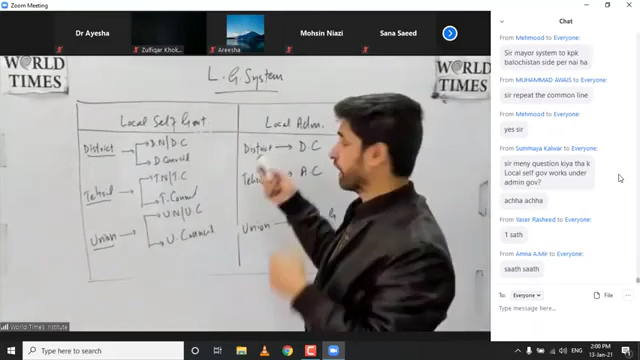 Zoom Meeting
Dr Ayesha
Zulfiqar Khok...
Areesha
Mohsin Niazi
Sana Saeed
WORLD
TIMES
WORLD
TIMES
L.G System
Local Self Govt
Local Adm.
District → D.N/D.C
D.Council
District → D.C
Tehsil → T.N/T.C
T.Council
A.C
Union → U.N/U.C
U.Council
Union →
World Times Institute
Chat
From Mehmood to Everyone:
Sir mayor system to kpk
balochistan side per nai ha
From MUHAMMAD AWAIS to Everyone:
sir repeat the common line
From Mehmood to Everyone:
yes sir
From Summaya Kalwar to Everyone:
sir meny question kiya tha k
Local self gov works under
admin gov?
achha achha
From Yaser Rasheed to Everyone:
1 sath
From Amna A.Mir to Everyone:
saath saath
To: Everyone
File
Type message here...
Type here to search
2:00 PM
13-Jan-21